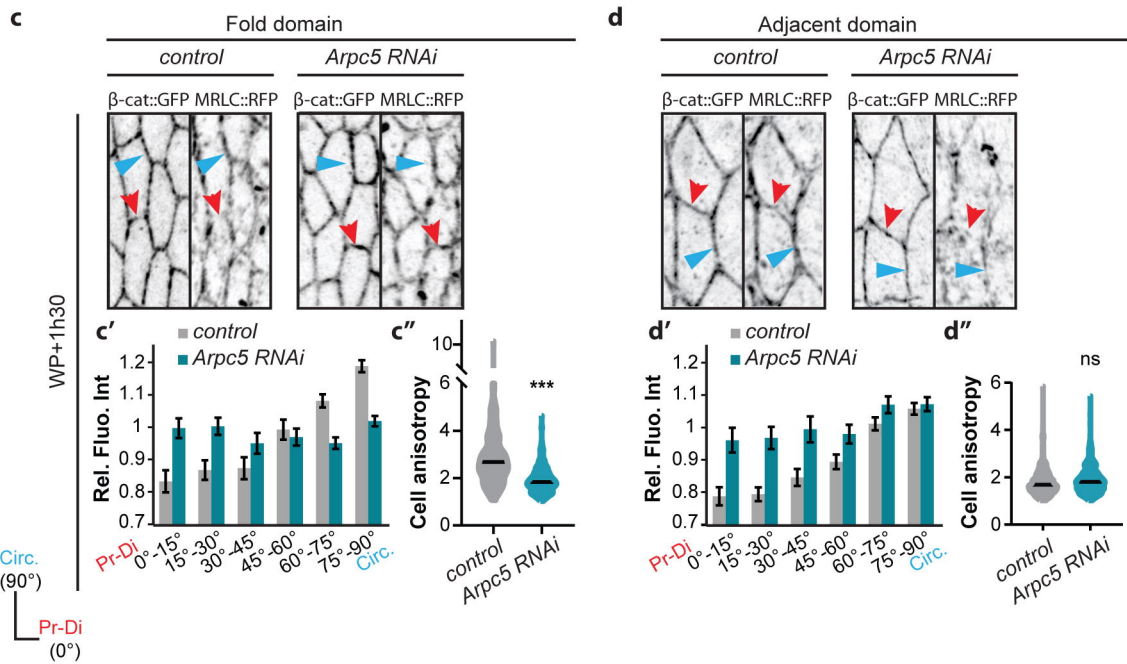 c
Fold domain
control Arpc5 RNAi
β-cat::GFP MRLC::RFP β-cat::GFP MRLC::RFP
d
Adjacent domain
control Arpc5 RNAi
β-cat::GFP MRLC::RFP β-cat::GFP MRLC::RFP
WP+1h30
c'
control
Arpc5 RNAi
Rel. Fluo. Int
1.2
1.1
1
0.9
0.8
0.7
Pr-Di
0°-15°
15°-30°
30°-45°
45°-60°
60°-75°
75°-90°
Circ.
c"
Cell anisotropy
10
6
4
2
0
***
control
Arpc5 RNAi
d'
control
Arpc5 RNAi
Rel. Fluo. Int
1.2
1.1
1
0.9
0.8
0.7
Pr-Di
0°-15°
15°-30°
30°-45°
45°-60°
60°-75°
75°-90°
Circ.
d"
Cell anisotropy
6
4
2
0
ns
control
Arpc5 RNAi
Circ.
(90°)
Pr-Di
(0°)